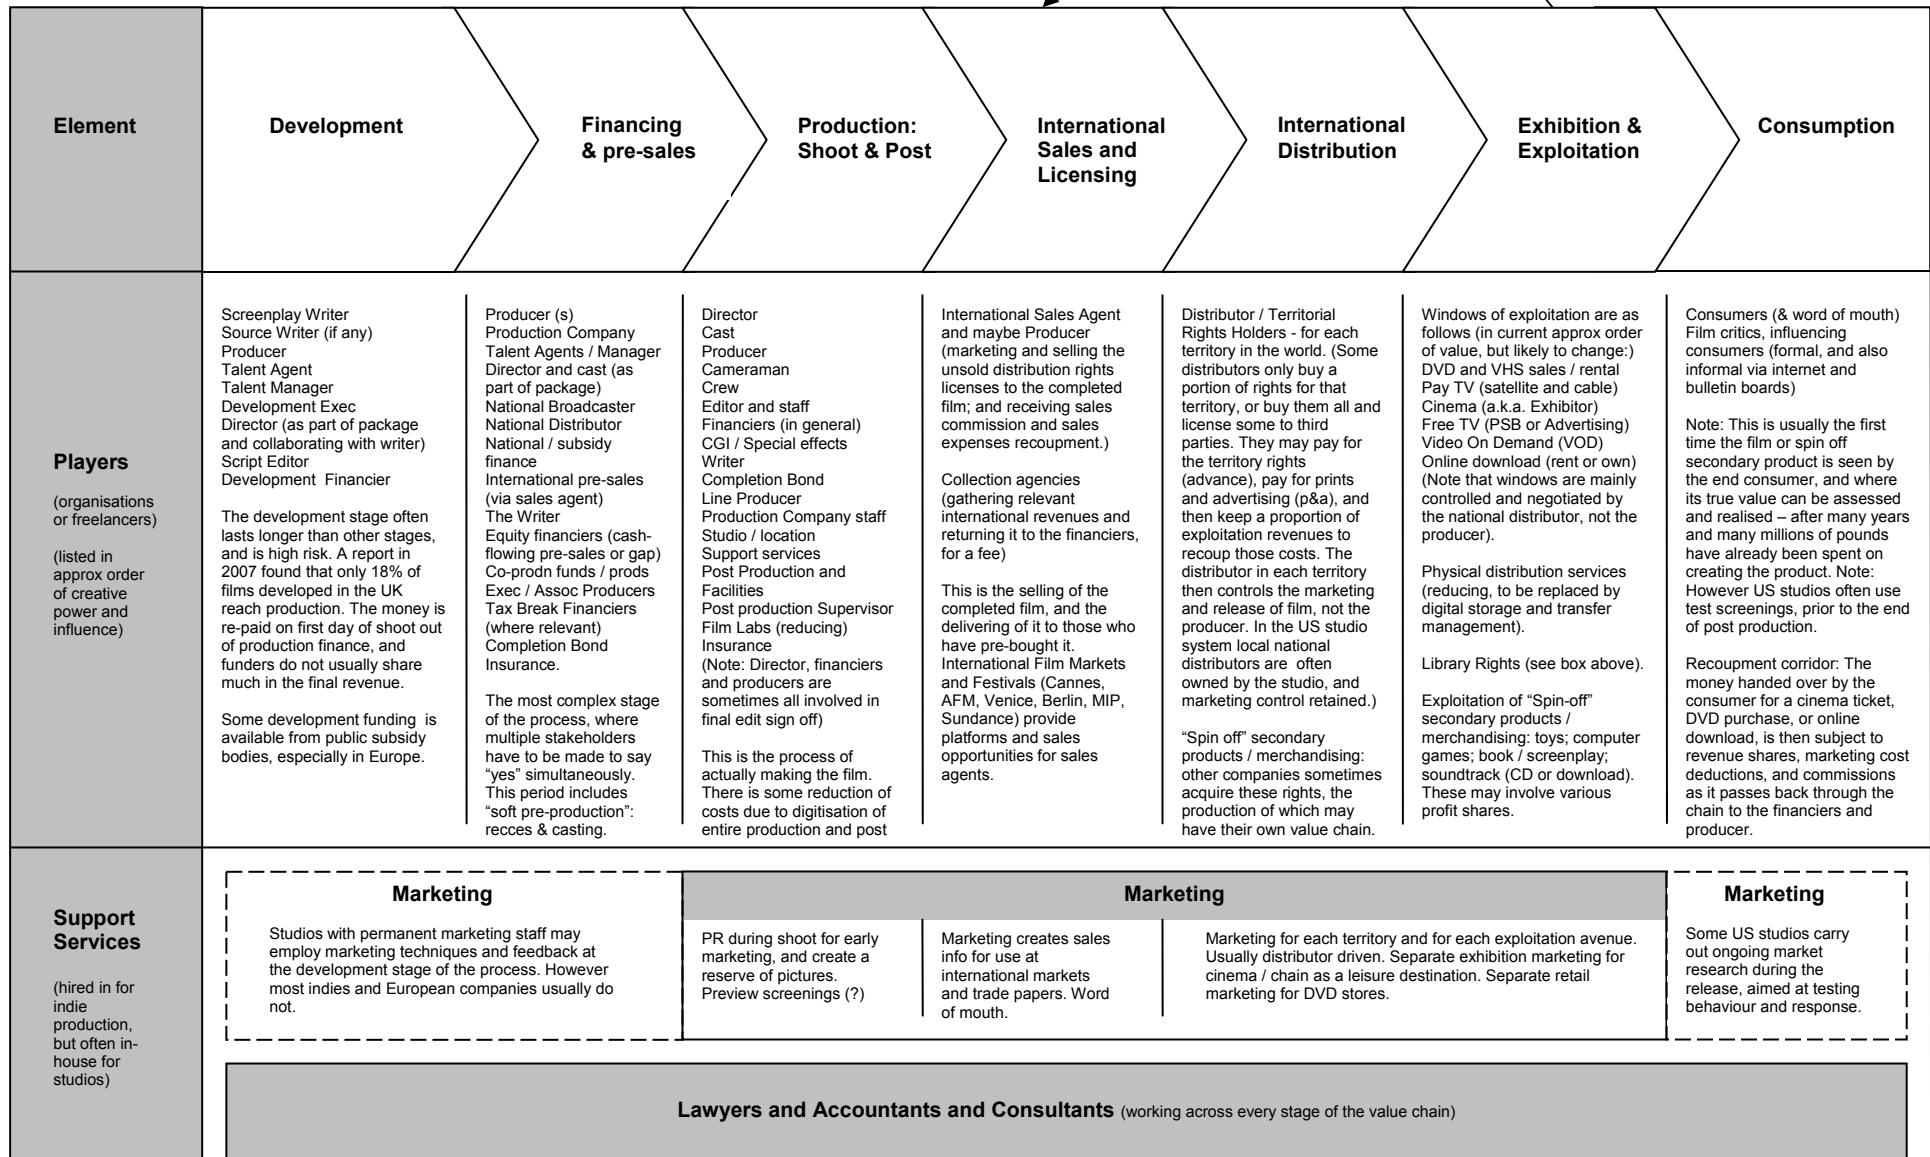 Element
Development
Financing
& pre-sales
Production:
Shoot & Post
International
Sales and
Licensing
International
Distribution
Exhibition &
Exploitation
Consumption
Players
(organisations
or freelancers)
(listed in
approx order
of creative
power and
influence)
Screenplay Writer
Source Writer (if any)
Producer
Talent Agent
Talent Manager
Development Exec
Director (as part of package
and collaborating with writer)
Script Editor
Development Financier
The development stage often
lasts longer than other stages,
and is high risk. A report in
2007 found that only 18% of
films developed in the UK
reach production. The money is
re-paid on first day of shoot out
of production finance, and
funders do not usually share
much in the final revenue.
Some development funding is
available from public subsidy
bodies, especially in Europe.
Producer (s)
Production Company
Talent Agents / Manager
Director and cast (as
part of package)
National Broadcaster
National Distributor
National / subsidy
finance
International pre-sales
(via sales agent)
The Writer
Equity financiers (cash-
flowing pre-sales or gap)
Co-prodn funds / prods
Exec / Assoc Producers
Tax Break Financiers
(where relevant)
Completion Bond
Insurance.
The most complex stage
of the process, where
multiple stakeholders
have to be made to say
“yes” simultaneously.
This period includes
“soft pre-production”:
recces & casting.
Director
Cast
Producer
Cameraman
Crew
Editor and staff
Financiers (in general)
CGI / Special effects
Writer
Completion Bond
Line Producer
Production Company staff
Studio / location
Support services
Post Production and
Facilities
Post production Supervisor
Film Labs (reducing)
Insurance
(Note: Director, financiers
and producers are
sometimes all involved in
final edit sign off)
This is the process of
actually making the film.
There is some reduction of
costs due to digitisation of
entire production and post
International Sales Agent
and maybe Producer
(marketing and selling the
unsold distribution rights
licenses to the completed
film; and receiving sales
commission and sales
expenses recoupment.)
Collection agencies
(gathering relevant
international revenues and
returning it to the financiers,
for a fee)
This is the selling of the
completed film, and the
delivering of it to those who
have pre-bought it.
International Film Markets
and Festivals (Cannes,
AFM, Venice, Berlin, MIP,
Sundance) provide
platforms and sales
opportunities for sales
agents.
Distributor / Territorial
Rights Holders - for each
territory in the world. (Some
distributors only buy a
portion of rights for that
territory, or buy them all and
license some to third
parties. They may pay for
the territory rights
(advance), pay for prints
and advertising (p&a), and
then keep a proportion of
exploitation revenues to
recoup those costs. The
distributor in each territory
then controls the marketing
and release of film, not the
producer. In the US studio
system local national
distributors are often
owned by the studio, and
marketing control retained.)
“Spin off” secondary
products / merchandising:
other companies sometimes
acquire these rights, the
production of which may
have their own value chain.
Windows of exploitation are as
follows (in current approx order
of value, but likely to change:)
DVD and VHS sales / rental
Pay TV (satellite and cable)
Cinema (a.k.a. Exhibitor)
Free TV (PSB or Advertising)
Video On Demand (VOD)
Online download (rent or own)
(Note that windows are mainly
controlled and negotiated by
the national distributor, not the
producer).
Physical distribution services
(reducing, to be replaced by
digital storage and transfer
management).
Library Rights (see box above).
Exploitation of “Spin-off”
secondary products /
merchandising: toys; computer
games; book / screenplay;
soundtrack (CD or download).
These may involve various
profit shares.
Consumers (& word of mouth)
Film critics, influencing
consumers (formal, and also
informal via internet and
bulletin boards)
Note: This is usually the first
time the film or spin off
secondary product is seen by
the end consumer, and where
its true value can be assessed
and realised – after many years
and many millions of pounds
have already been spent on
creating the product. Note:
However US studios often use
test screenings, prior to the end
of post production.
Recoupment corridor: The
money handed over by the
consumer for a cinema ticket,
DVD purchase, or online
download, is then subject to
revenue shares, marketing cost
deductions, and commissions
as it passes back through the
chain to the financiers and
producer.
Support
Services
(hired in for
indie
production,
but often in-
house for
studios)
Marketing
Studios with permanent marketing staff may
employ marketing techniques and feedback at
the development stage of the process. However
most indies and European companies usually do
not.
Marketing
PR during shoot for early
marketing, and create a
reserve of pictures.
Preview screenings (?)
Marketing creates sales
info for use at
international markets
and trade papers. Word
of mouth.
Marketing for each territory and for each exploitation avenue.
Usually distributor driven. Separate exhibition marketing for
cinema / chain as a leisure destination. Separate retail
marketing for DVD stores.
Marketing
Some US studios carry
out ongoing market
research during the
release, aimed at testing
behaviour and response.
Lawyers and Accountants and Consultants (working across every stage of the value chain)